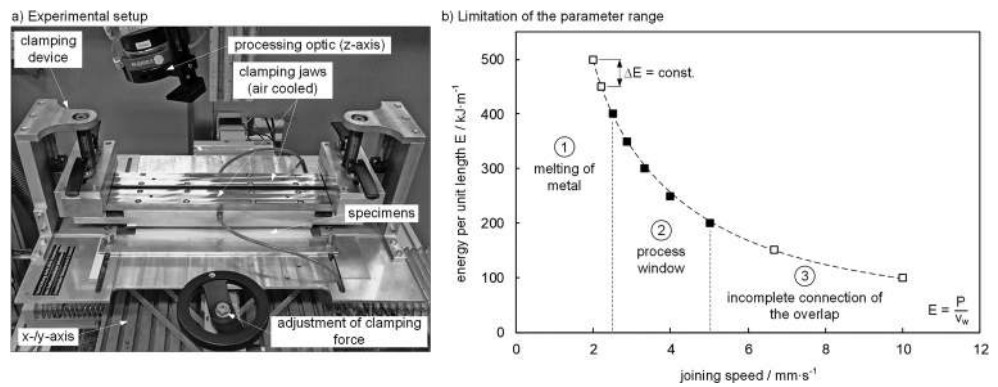 a) Experimental setup
clamping
device
processing optic (z-axis)
clamping jaws
(air cooled)
specimens
x-/y-axis
adjustment of clamping
force
b) Limitation of the parameter range
energy per unit length E / kJ·m⁻¹
500
400
300
200
100
0
ΔE = const.
1
melting of
metal
2
process
window
3
incomplete connection of
the overlap
E = P/v_w
0 2 4 6 8 10 12
joining speed / mm·s⁻¹